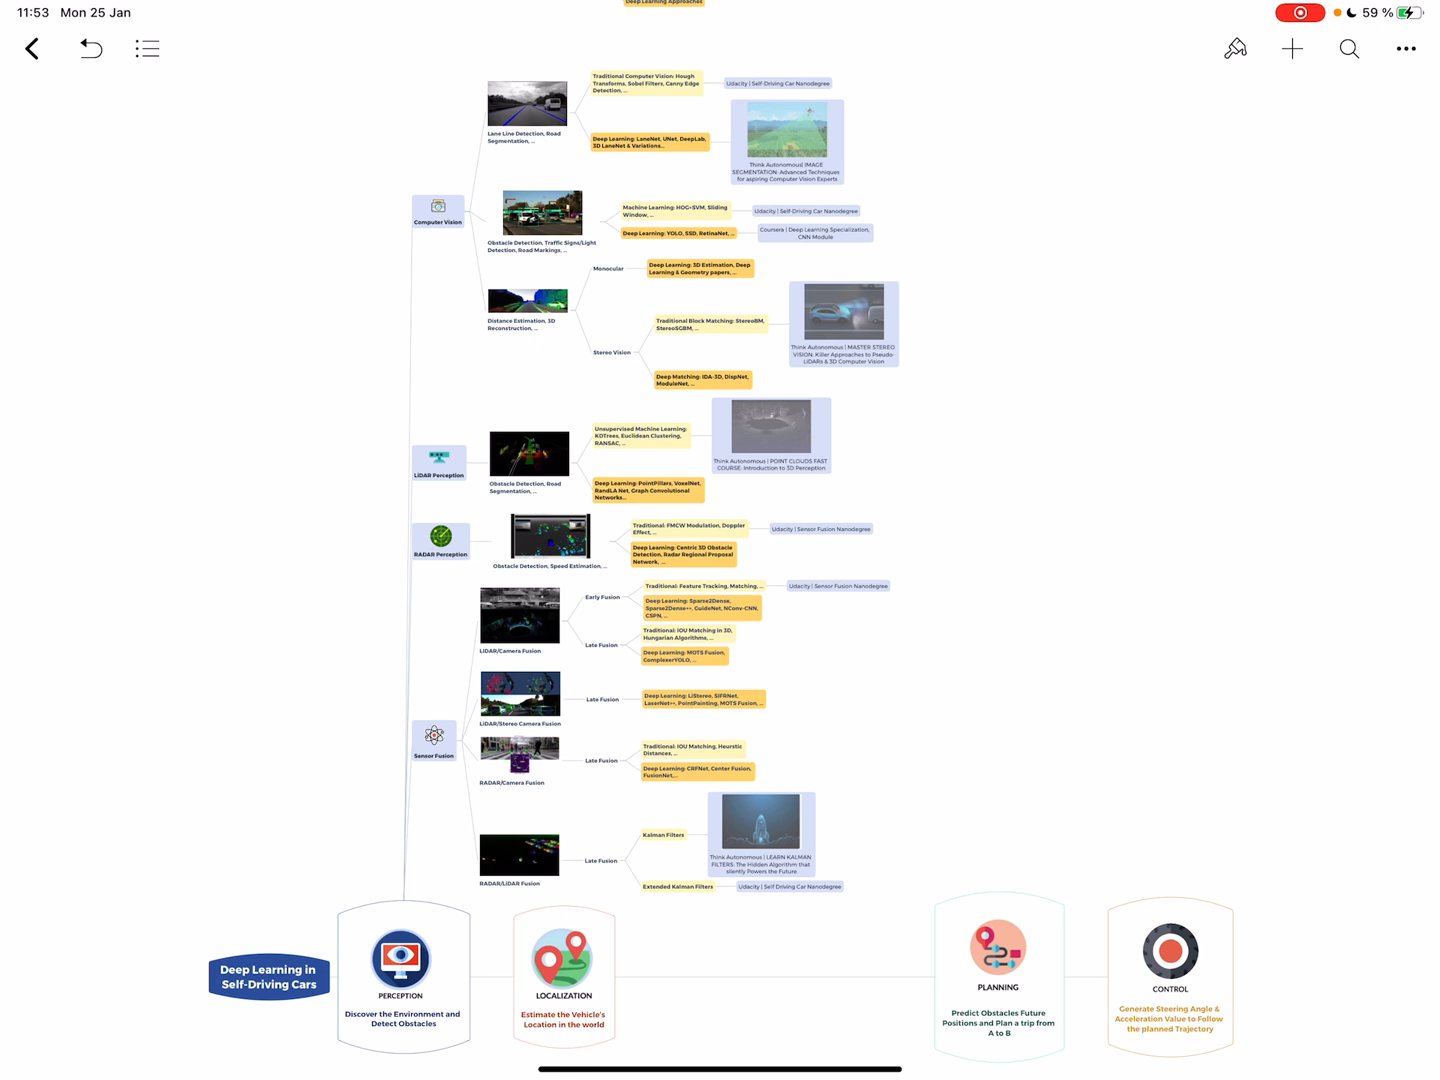 11:53 Mon 25 Jan
59 %
Deep Learning Approaches
Traditional Computer Vision: Hough
Transforms, Sobel Filters, Canny Edge
Detection, ...
Udacity | Self-Driving Car Nanodegree
Lane Line Detection, Road
Segmentation, ...
Deep Learning: LaneNet, UNet, DeepLab,
3D LaneNet & Variations...
Think Autonomous| IMAGE
SEGMENTATION: Advanced Techniques
for aspiring Computer Vision Experts
Computer Vision
Machine Learning: HOG+SVM, Sliding
Window, ...
Udacity | Self-Driving Car Nanodegree
Deep Learning: YOLO, SSD, RetinaNet, ...
Coursera | Deep Learning Specialization,
CNN Module
Obstacle Detection, Traffic Signs/Light
Detection, Road Markings, ...
Monocular
Deep Learning: 3D Estimation, Deep
Learning & Geometry papers, ...
Distance Estimation, 3D
Reconstruction, ...
Traditional Block Matching: StereoBM,
StereoSGBM, ...
Think Autonomous | MASTER STEREO
VISION: Killer Approaches to Pseudo-
LiDARs & 3D Computer Vision
Stereo Vision
Deep Matching: IDA-3D, DispNet,
ModuleNet, ...
LiDAR Perception
Unsupervised Machine Learning:
KDTrees, Euclidean Clustering,
RANSAC, ...
Think Autonomous | POINT CLOUDS FAST
COURSE: Introduction to 3D Perception
Obstacle Detection, Road
Segmentation, ...
Deep Learning: PointPillars, VoxelNet,
RandLA Net, Graph Convolutional
Networks...
RADAR Perception
Traditional: FMCW Modulation, Doppler
Effect, ...
Udacity | Sensor Fusion Nanodegree
Deep Learning: Centric 3D Obstacle
Detection, Radar Regional Proposal
Network, ...
Obstacle Detection, Speed Estimation, ...
Early Fusion
Traditional: Feature Tracking, Matching, ...
Udacity | Sensor Fusion Nanodegree
Deep Learning: Sparse2Dense,
Sparse2Dense++, GuideNet, NConv-CNN,
CSPN, ...
Late Fusion
Traditional: IOU Matching in 3D,
Hungarian Algorithms, ...
Deep Learning: MOTS Fusion,
ComplexerYOLO, ...
LIDAR/Camera Fusion
Late Fusion
Deep Learning: LiStereo, SIFRNet,
LaserNet++, PointPainting, MOTS Fusion, ...
LiDAR/Stereo Camera Fusion
Sensor Fusion
Late Fusion
Traditional: IOU Matching, Heurstic
Distances, ...
Deep Learning: CRFNet, Center Fusion,
FusionNet,...
RADAR/Camera Fusion
Late Fusion
Kalman Filters
Think Autonomous | LEARN KALMAN
FILTERS: The Hidden Algorithm that
silently Powers the Future
Extended Kalman Filters
Udacity | Self Driving Car Nanodegree
RADAR/LiDAR Fusion
Deep Learning in
Self-Driving Cars
PERCEPTION
Discover the Environment and
Detect Obstacles
LOCALIZATION
Estimate the Vehicle's
Location in the world
PLANNING
Predict Obstacles Future
Positions and Plan a trip from
A to B
CONTROL
Generate Steering Angle &
Acceleration Value to Follow
the planned Trajectory